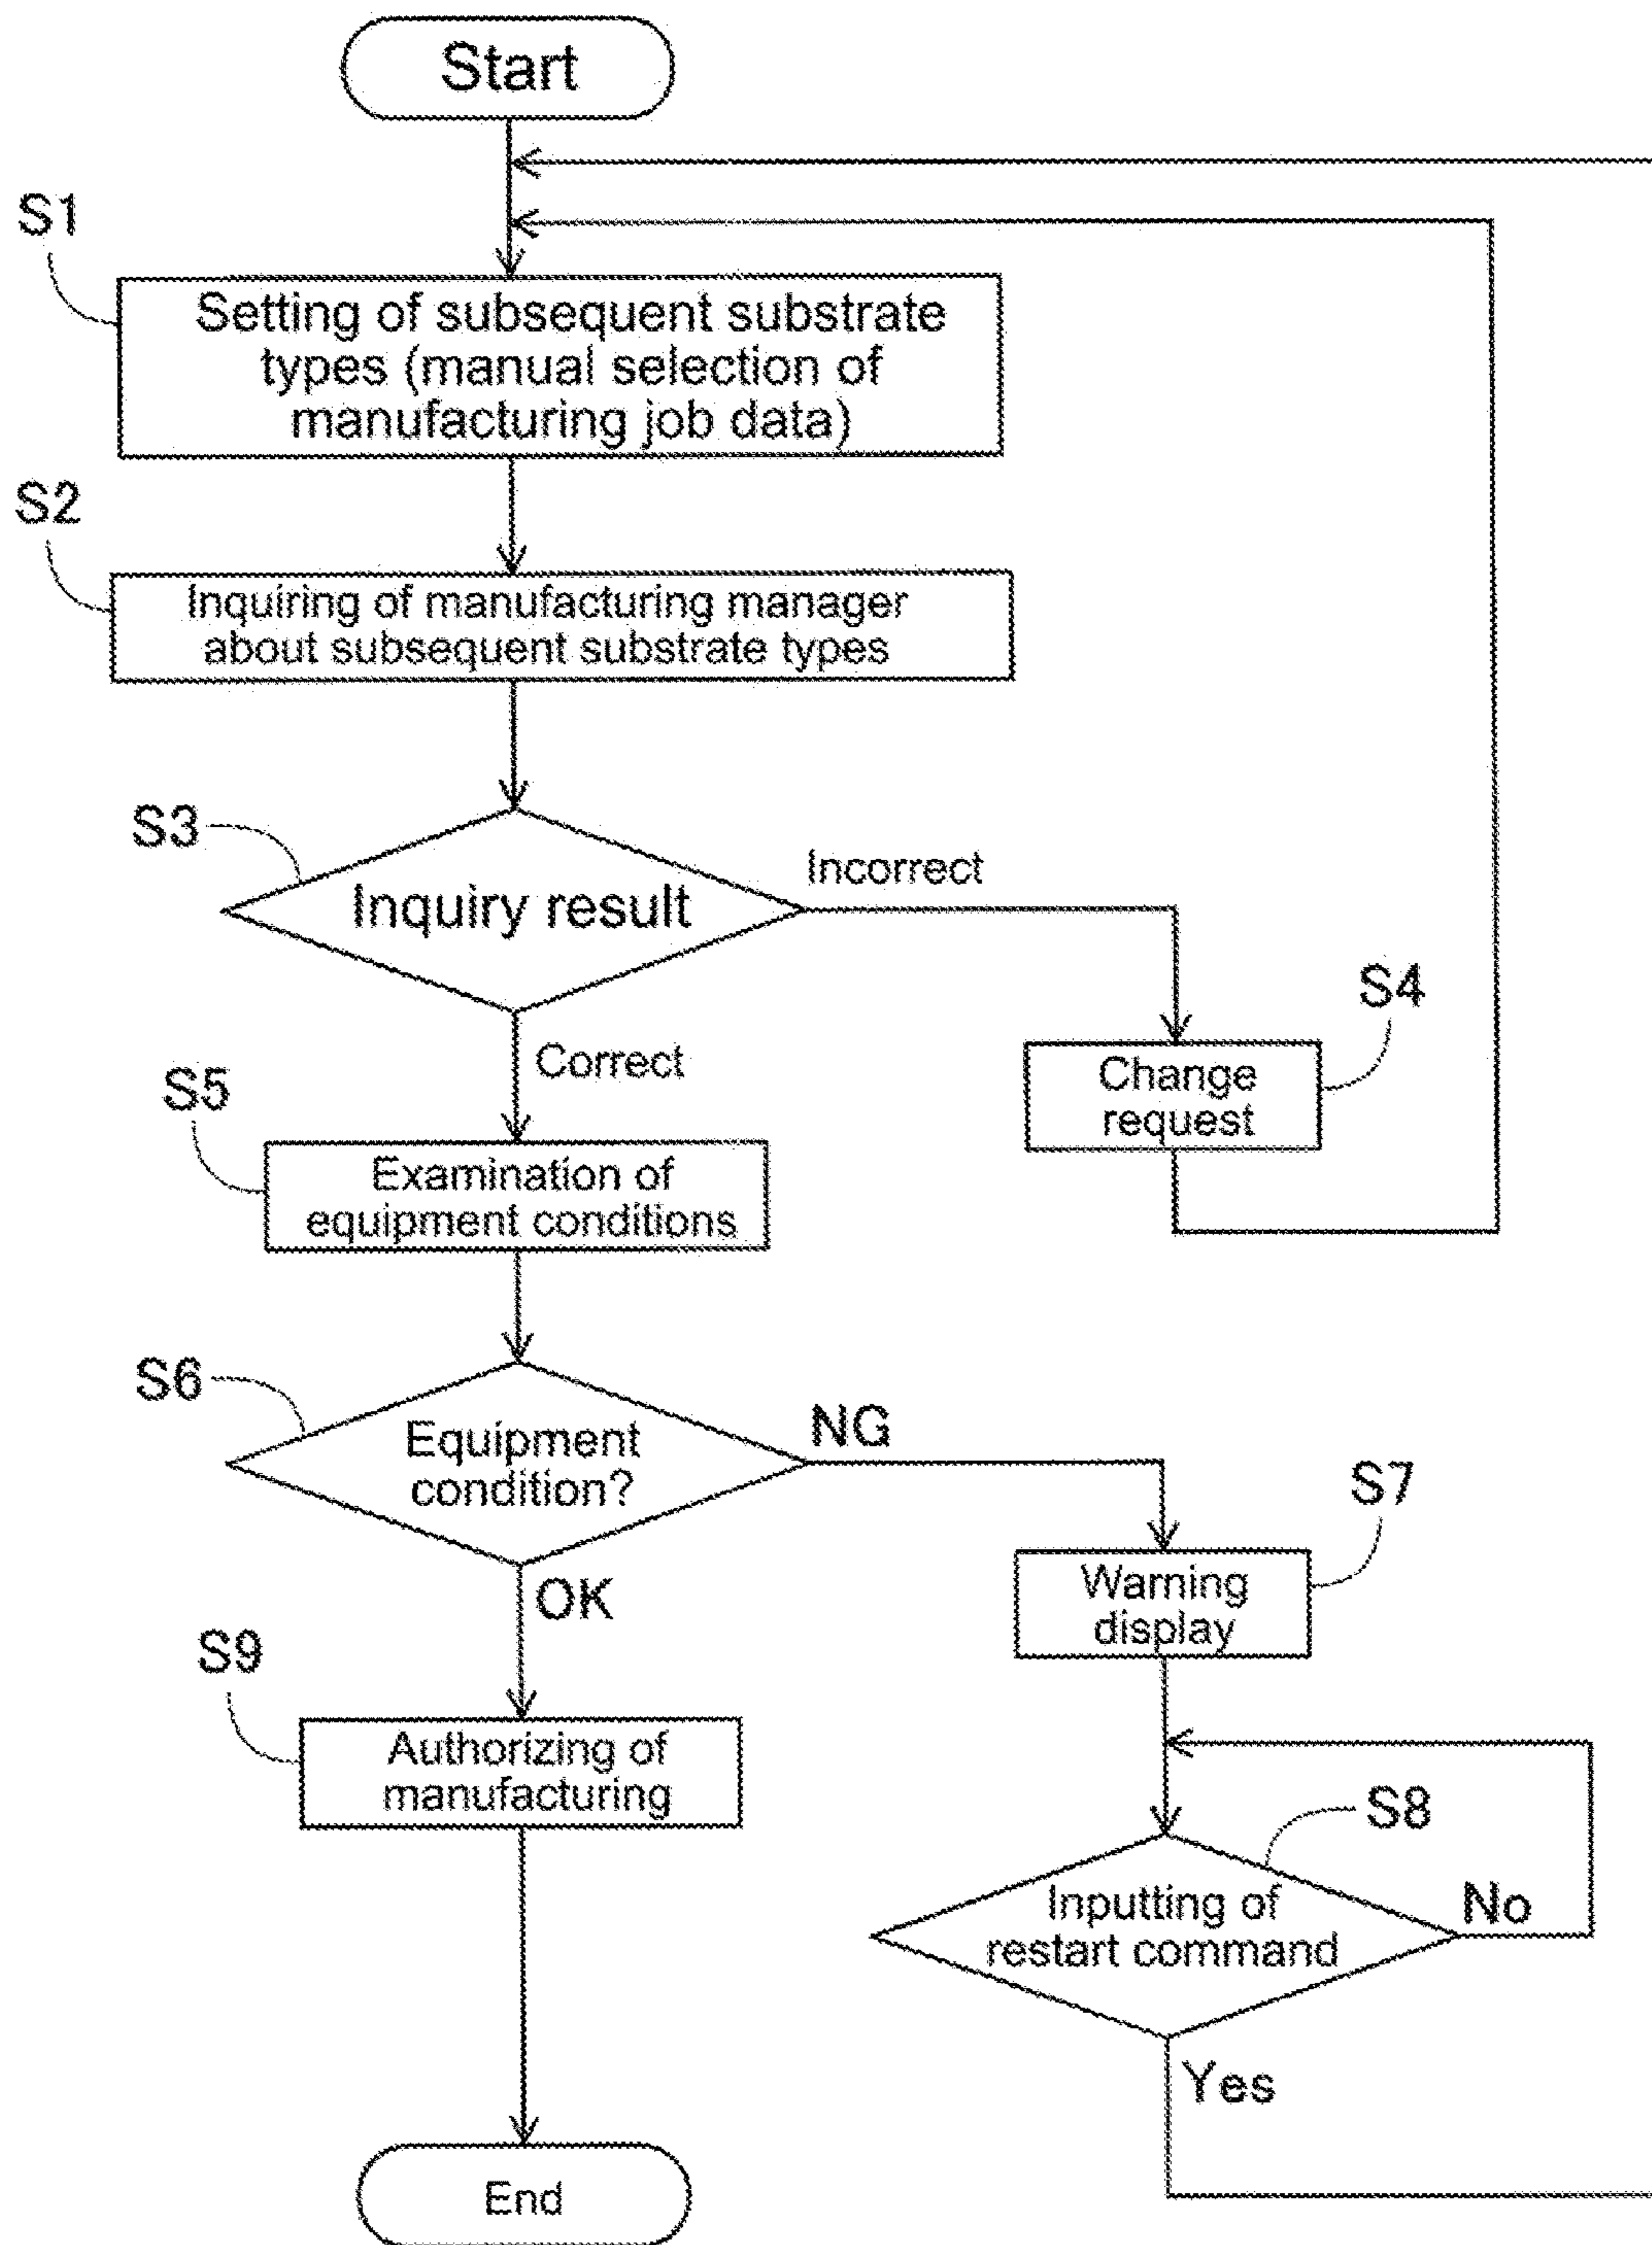 Start
S1
Setting of subsequent substrate
types (manual selection of
manufacturing job data)
S2
Inquiring of manufacturing manager
about subsequent substrate types
S3
Inquiry result
Incorrect
S4
Change
request
Correct
S5
Examination of
equipment conditions
S6
Equipment
condition?
NG
S7
Warning
display
OK
S9
Authorizing of
manufacturing
S8
Inputting of
restart command
No
Yes
End